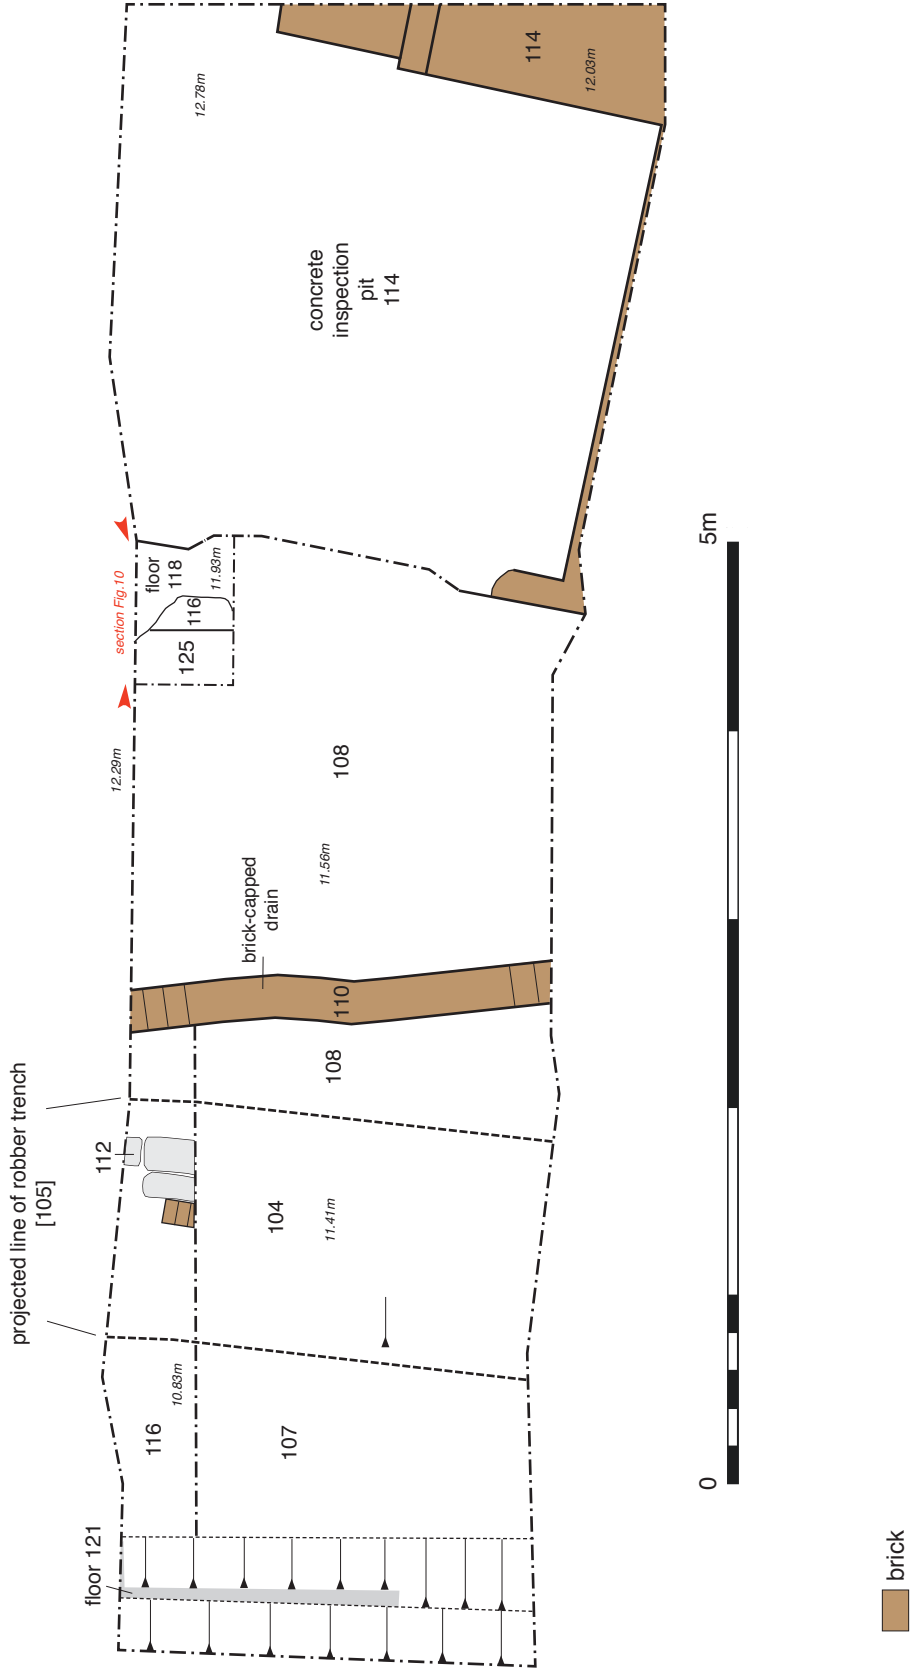 projected line of robber trench
[105]
floor 121
116
10.83m
107
112
104
11.41m
108
110
brick-capped
drain
11.56m
108
12.29m
section Fig.10
125
116
floor
118
11.93m
concrete
inspection
pit
114
12.78m
114
12.03m
0
5m
brick